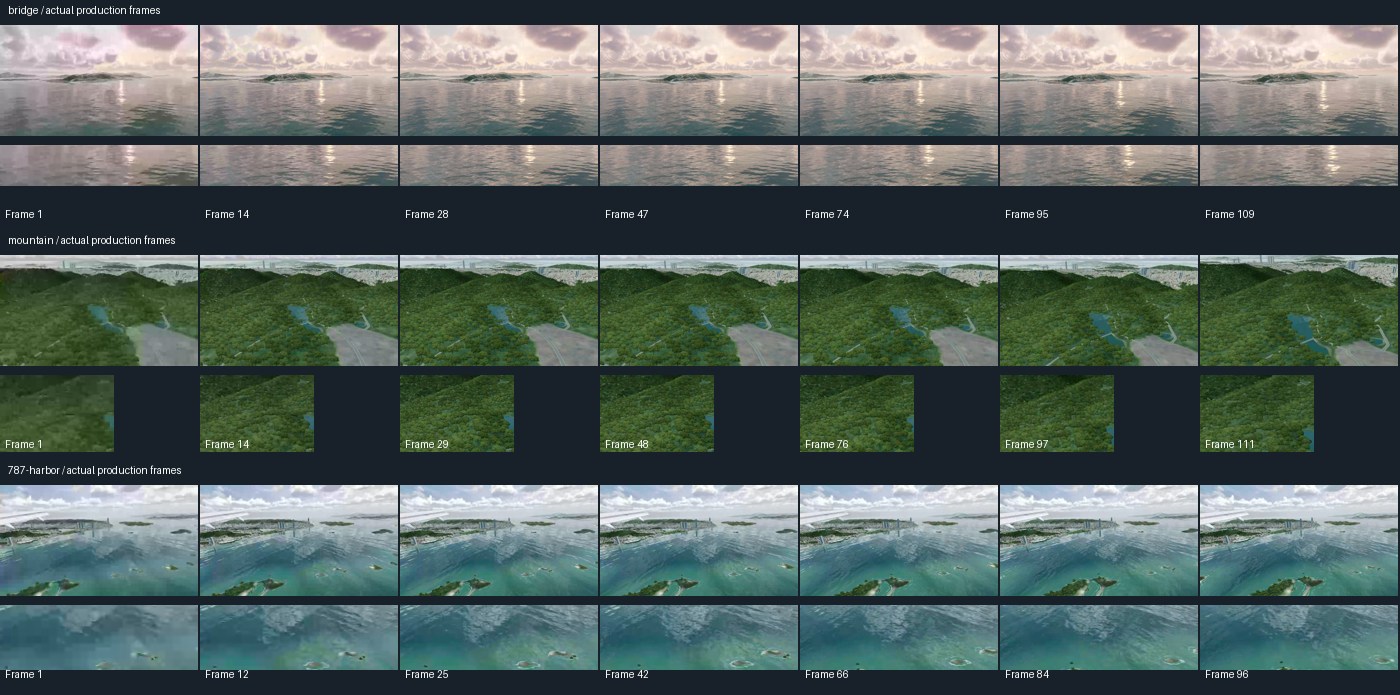 bridge / actual production frames
Frame 1 Frame 14 Frame 28 Frame 47 Frame 74 Frame 95 Frame 109
mountain / actual production frames
Frame 1 Frame 14 Frame 29 Frame 48 Frame 76 Frame 97 Frame 111
787-harbor / actual production frames
Frame 1 Frame 12 Frame 25 Frame 42 Frame 66 Frame 84 Frame 96